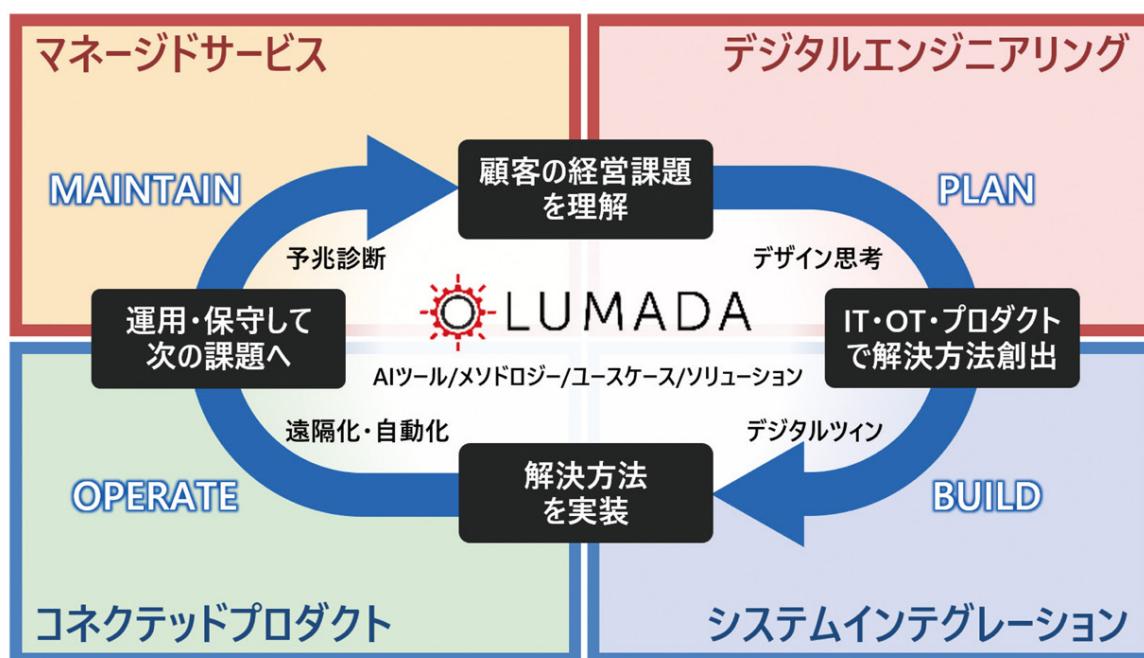 マネージドサービス
デジタルエンジニアリング
MAINTAIN
顧客の経営課題
を理解
PLAN
予兆診断
デザイン思考
運用・保守して
次の課題へ
LUMADA
IT・OT・プロダクト
で解決方法創出
AIツール/メソドロジー/ユースケース/ソリューション
遠隔化・自動化
デジタルツイン
OPERATE
解決方法
を実装
BUILD
コネクテッドプロダクト
システムインテグレーション